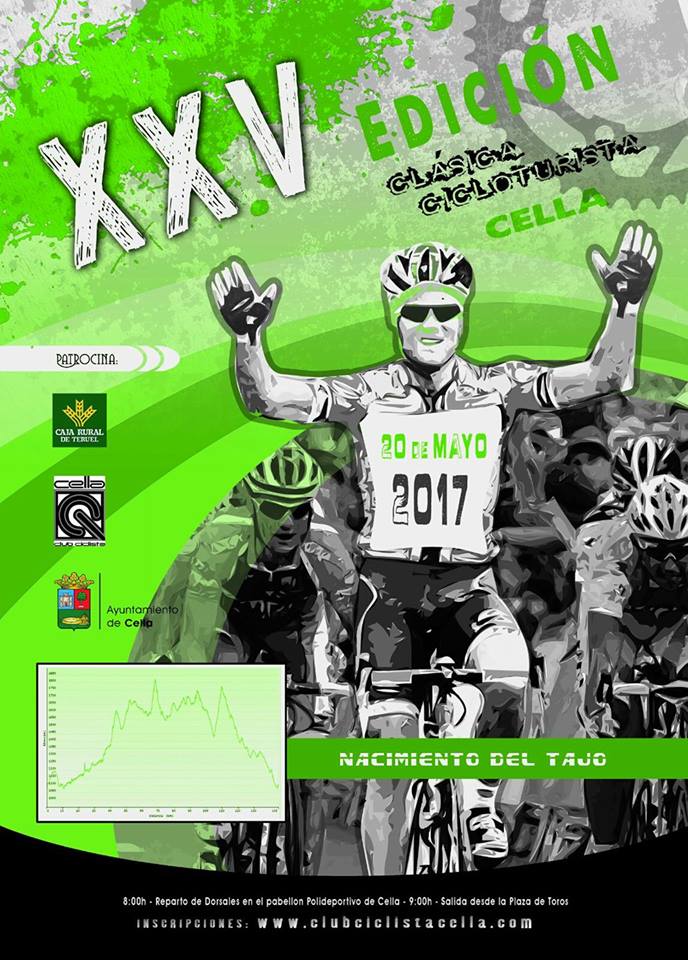 XXV EDICIÓN
CLÁSICA
CICLOTURISTA
CELLA
PATROCINA:
CAJA RURAL
DE TERUEL
20 DE MAYO
2017
cella
club ciclista
Ayuntamiento
de Cella
NACIMIENTO DEL TAJO
8:00h - Reparto de Dorsales en el pabellon Polideportivo de Cella - 9:00h - Salida desde la Plaza de Toros
INSCRIPCIONES: www.clubciclistacella.com